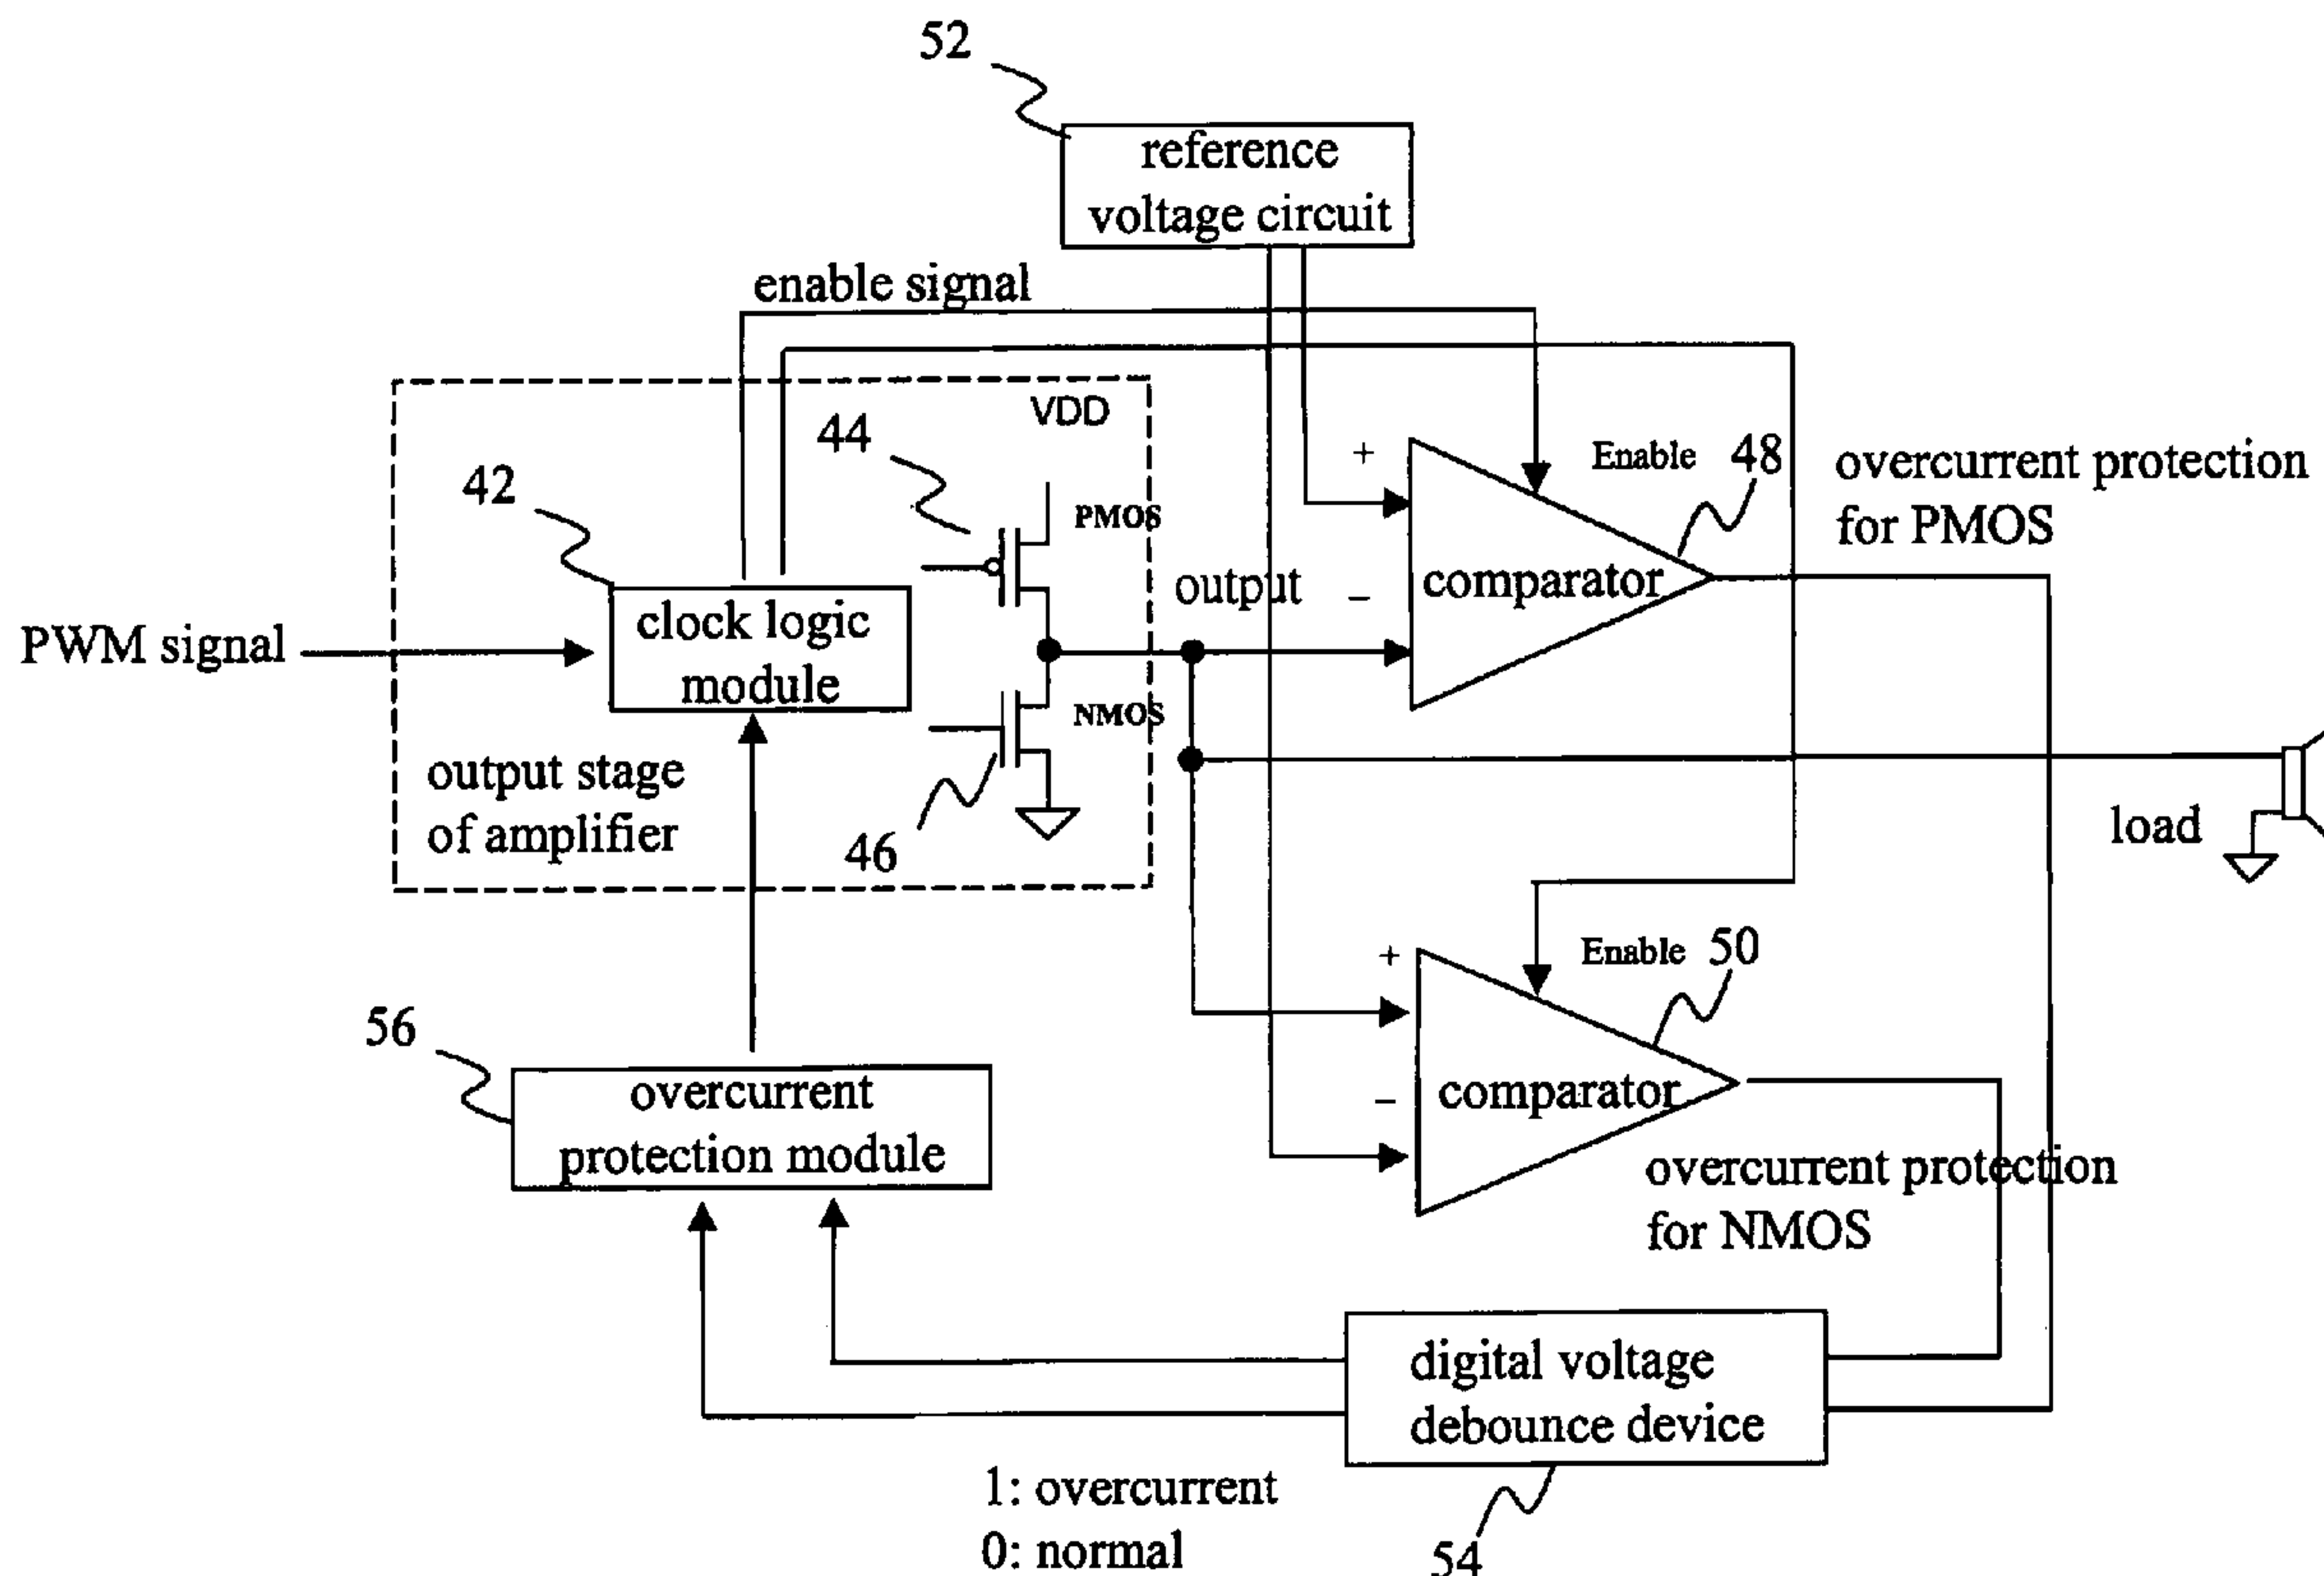 52
reference
voltage circuit
enable signal
VDD
44
PMOS
+
Enable
48
overcurrent protection
for PMOS
42
PWM signal
clock logic
module
output
–
comparator
NMOS
output stage
of amplifier
46
load
+
Enable
50
56
overcurrent
protection module
–
comparator
overcurrent protection
for NMOS
digital voltage
debounce device
1: overcurrent
0: normal
54